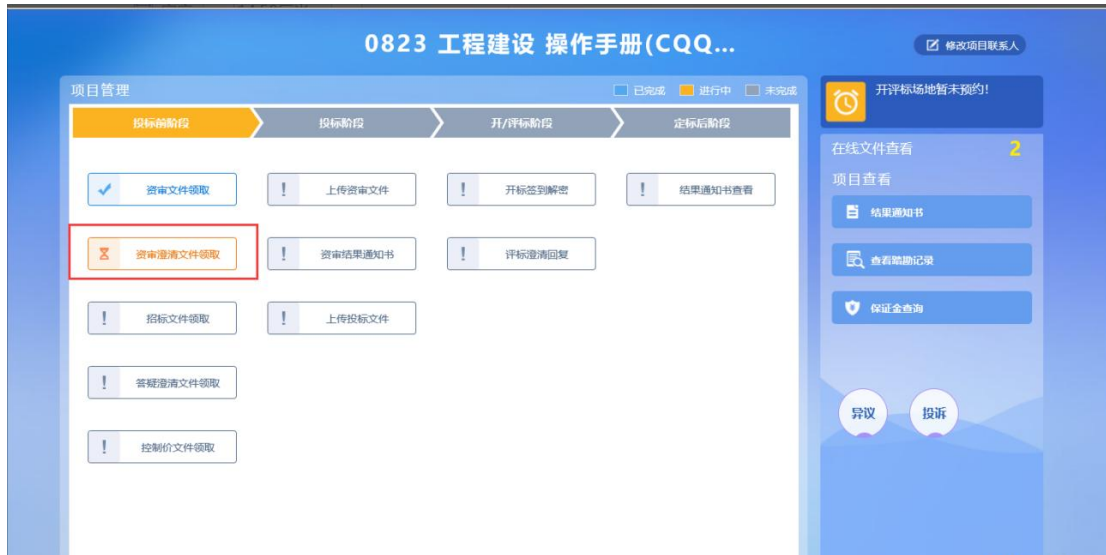 0823 工程建设 操作手册(CQQ...
修改项目联系人
项目管理
已完成 进行中 未完成
投标前阶段 投标阶段 开/评标阶段 定标后阶段
资审文件领取 上传资审文件 开标签到解密 结果通知书查看
资审澄清文件领取 资审结果通知书 评标澄清回复
招标文件领取 上传投标文件
答疑澄清文件领取
控制价文件领取
开评标场地暂未预约!
在线文件查看 2
项目查看
结果通知书
查看踏勘记录
保证金查询
异议 投诉